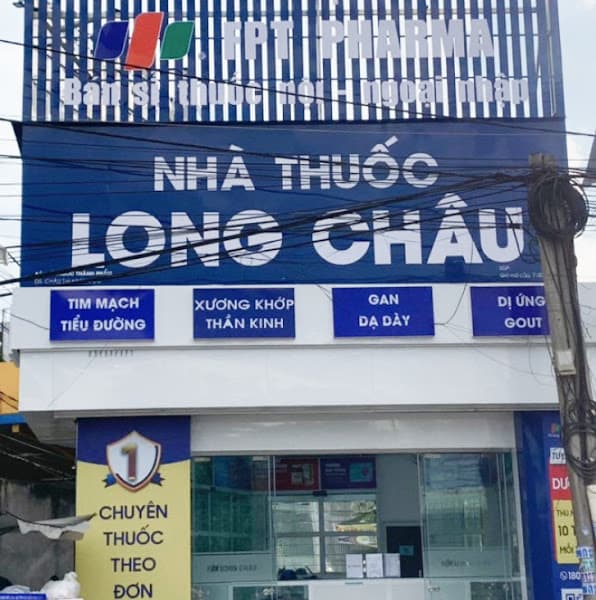 FPT PHARMA
Bán sỉ thuốc nội - ngoại nhập
NHÀ THUỐC
LONG CHÂU
TIM MẠCH
TIỂU ĐƯỜNG
XƯƠNG KHỚP
THẦN KINH
GAN
DẠ DÀY
DỊ ỨNG
GOUT
1
CHUYÊN
THUỐC
THEO
ĐƠN
10